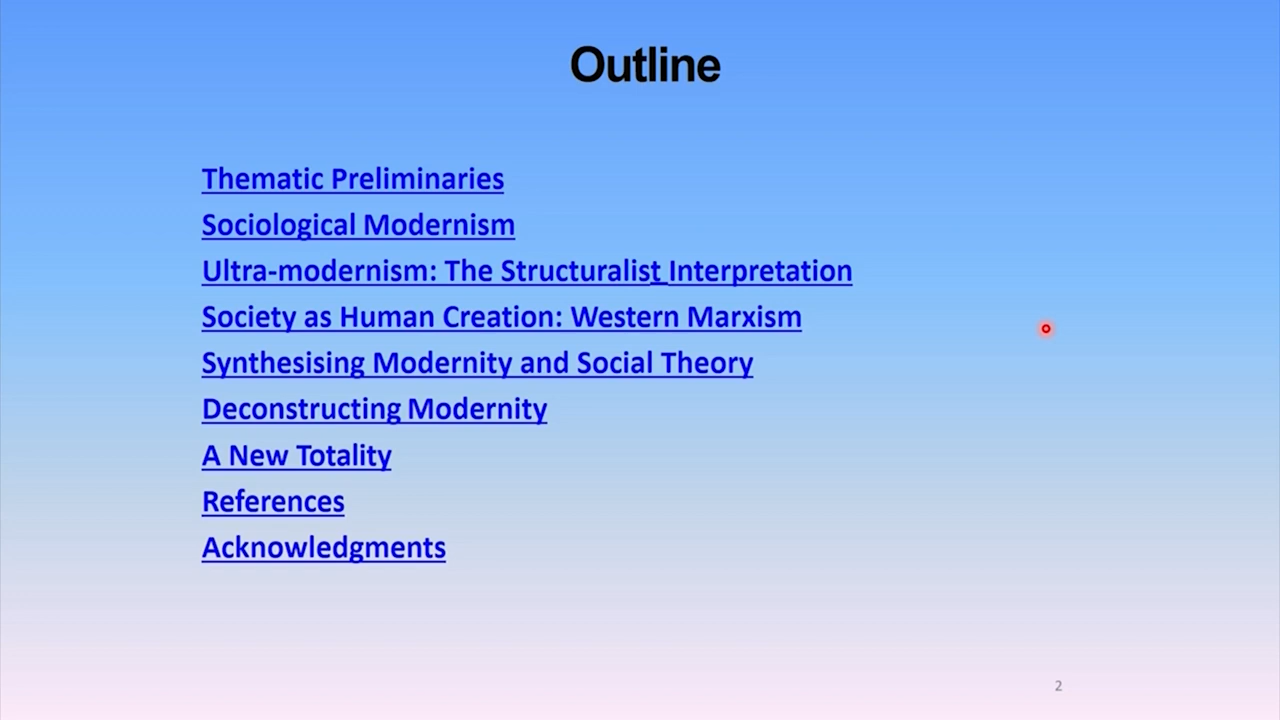 Outline
Thematic Preliminaries
Sociological Modernism
Ultra-modernism: The Structuralist Interpretation
Society as Human Creation: Western Marxism
Synthesising Modernity and Social Theory
Deconstructing Modernity
A New Totality
References
Acknowledgments
2